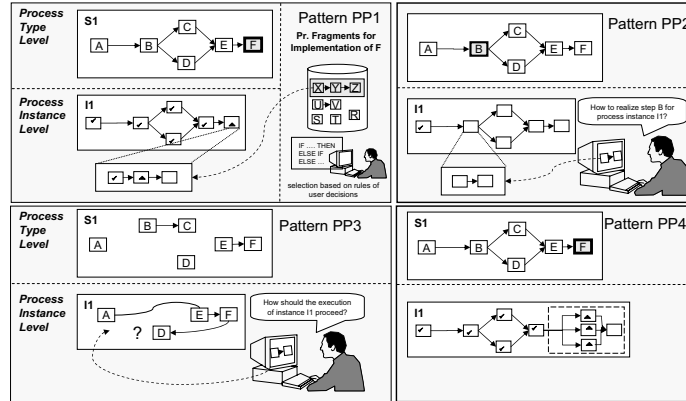 Process
Type
Level
S1
A
B
C
D
E
F
Pattern PP1
Pr. Fragments for
Implementation of F
X
Y
Z
U
V
S
T
R
IF .... THEN
ELSE IF
ELSE ...
selection based on rules of
user decisions
Process
Instance
Level
I1
Pattern PP2
S1
A
B
C
D
E
F
I1
How to realize step B for
process instance I1?
Process
Type
Level
S1
Pattern PP3
A
B
C
D
E
F
Process
Instance
Level
I1
A
E
F
D
?
How should the execution
of instance I1 proceed?
Pattern PP4
S1
A
B
C
D
E
F
I1